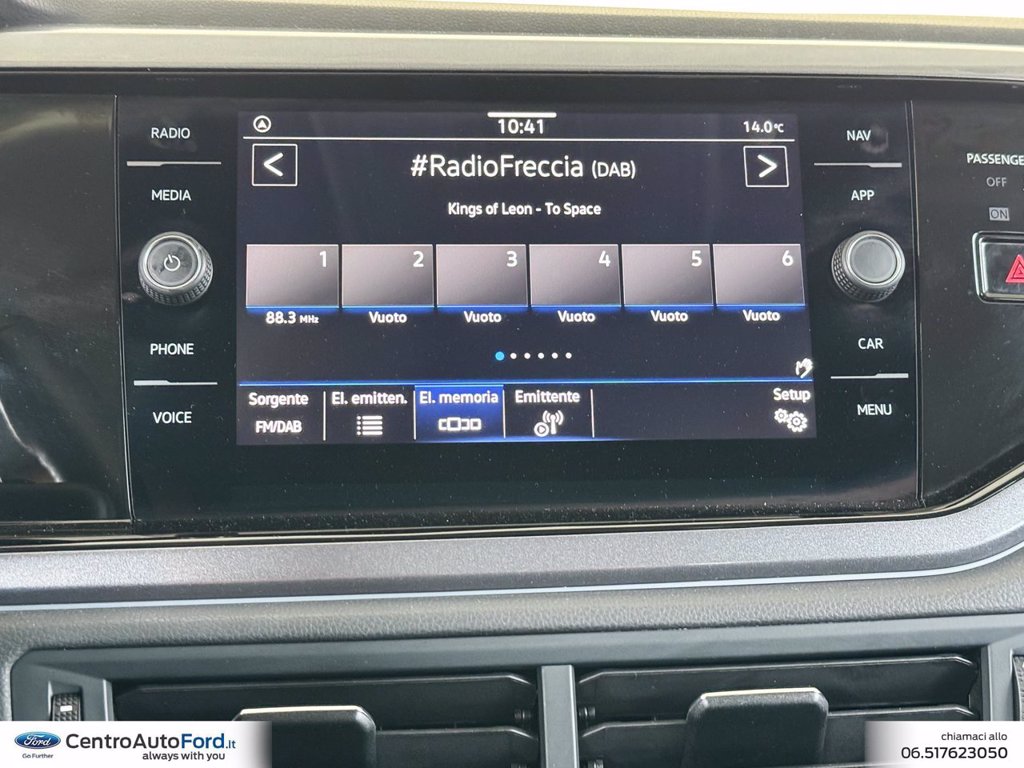 RADIO
MEDIA
PHONE
VOICE
10:41
14.0°C
<
#RadioFreccia (DAB)
>
Kings of Leon - To Space
1
2
3
4
5
6
88.3 MHz
Vuoto
Vuoto
Vuoto
Vuoto
Vuoto
Sorgente
FM/DAB
El. emitten.
El. memoria
Emittente
Setup
NAV
APP
CAR
MENU
PASSENGE
OFF
ON
Ford
Go Further
CentroAutoFord.it
always with you
chiamaci allo
06.517623050